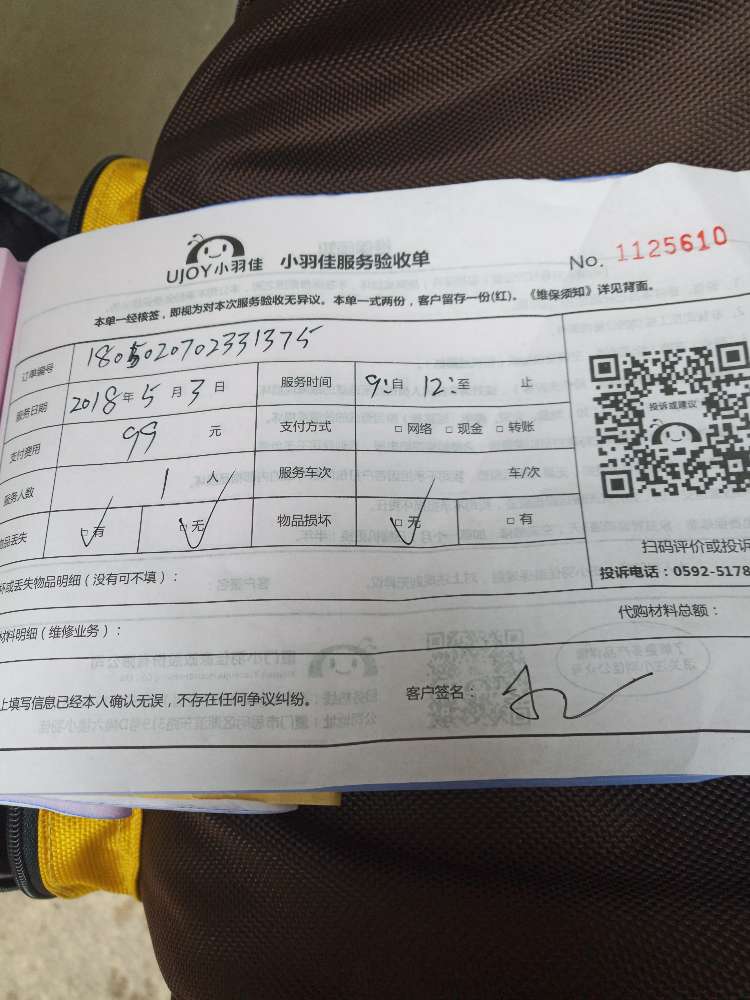 UJOY小羽佳 小羽佳服务验收单 No. 1125610
本单一经核签，即视为对本次服务验收无异议。本单一式两份，客户留存一份(红)。《维保须知》详见背面。
订单编号 1805020702331375
服务日期 2018年5月3日 服务时间 9:自 12:至 止
支付费用 99 元 支付方式 □ 网络 □ 现金 □ 转账
服务人数 1 人 服务车次 车/次
物品丢失 □ 有 □ 无 物品损坏 □ 无 □ 有
投诉或建议
扫码评价或投诉
投诉电话：0592-5178
坏或丢失物品明细（没有可不填）：
代购材料总额：
材料明细（维修业务）：
上填写信息已经本人确认无误，不存在任何争议纠纷。 客户签名：